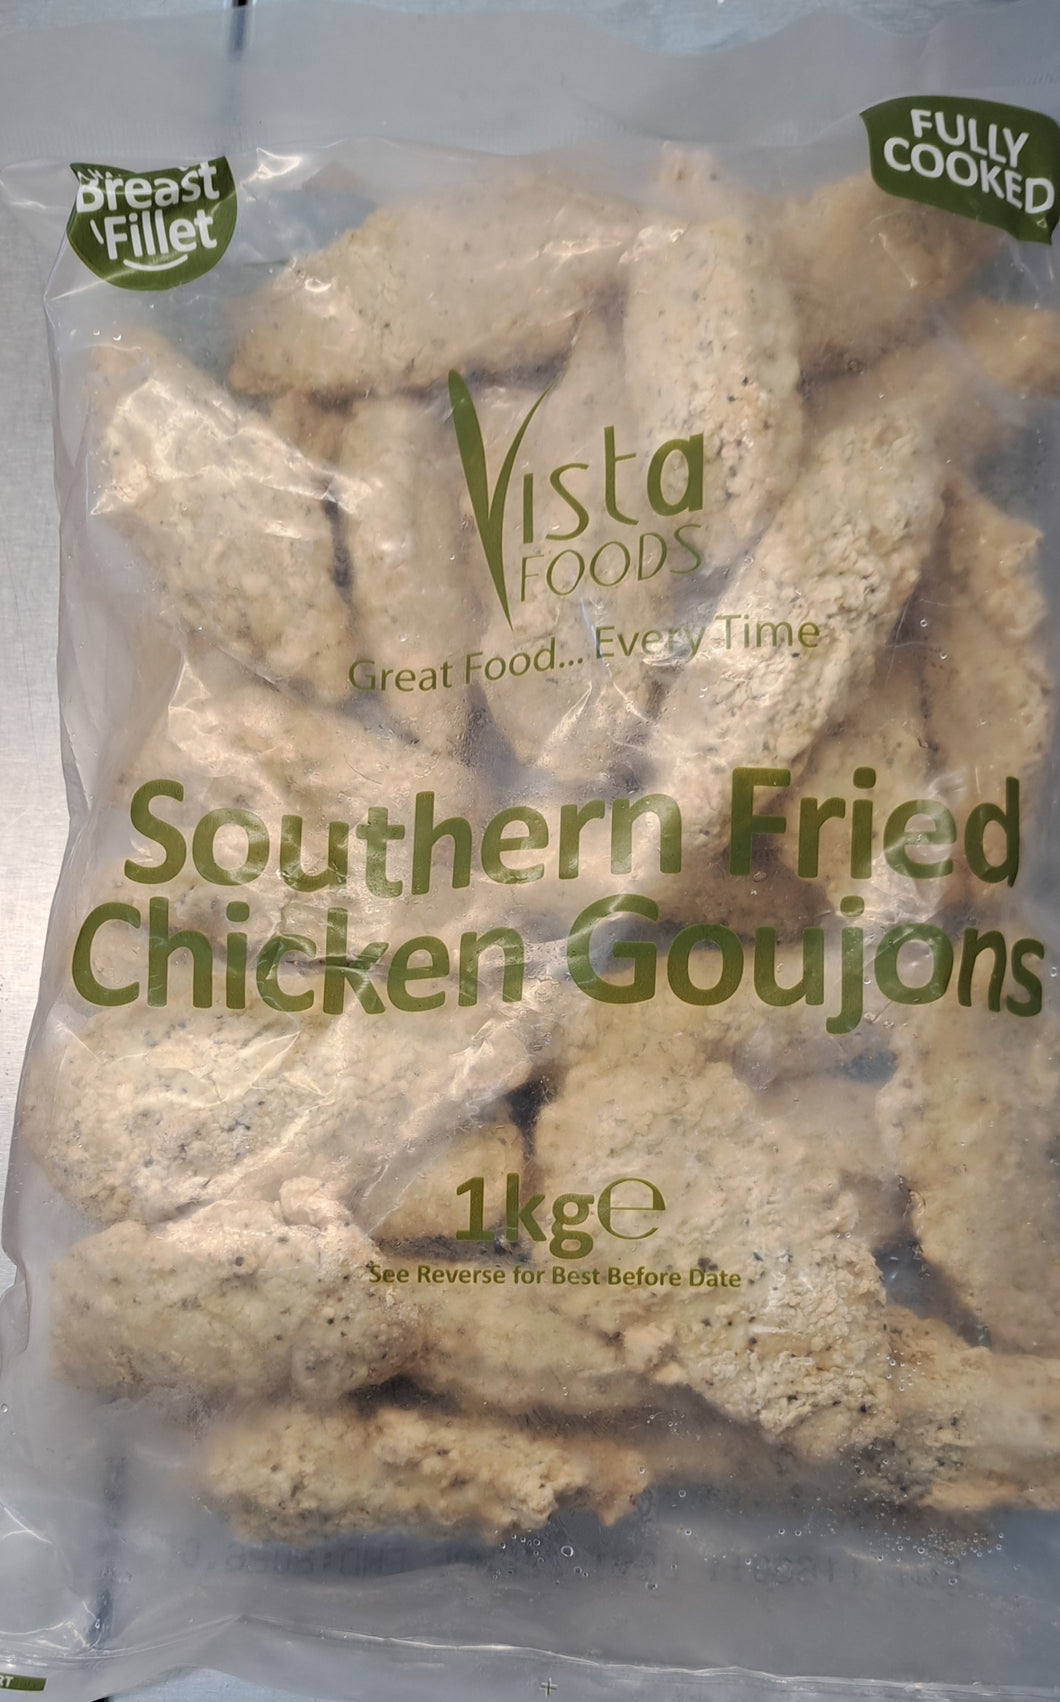 Breast
Fillet
FULLY
COOKED
Vista
FOODS
Great Food... Every Time
Southern Fried
Chicken Goujons
1kg℮
See Reverse for Best Before Date